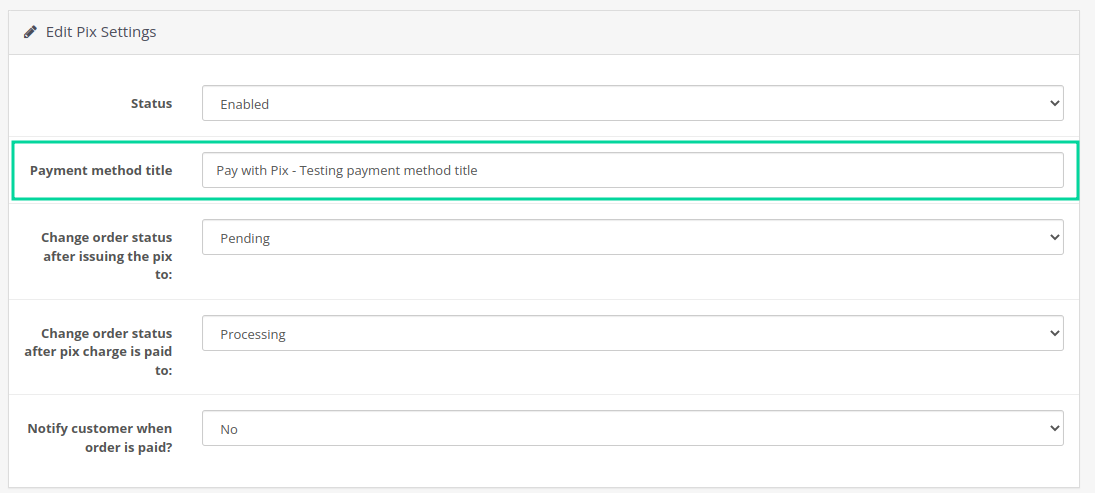 Edit Pix Settings
Status
Enabled
Payment method title
Pay with Pix - Testing payment method title
Change order status
after issuing the pix
to:
Pending
Change order status
after pix charge is paid
to:
Processing
Notify customer when
order is paid?
No